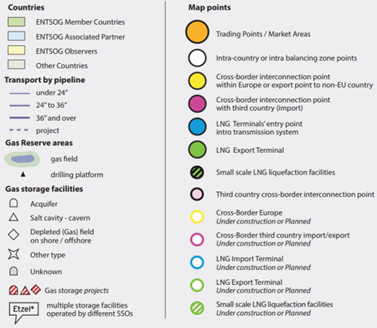 Countries
ENTSOG Member Countries
ENTSOG Associated Partner
ENTSOG Observers
Other Countries
Transport by pipeline
under 24"
24" to 36"
36" and over
project
Gas Reserve areas
gas field
drilling platform
Gas storage facilities
Acquifer
Salt cavity - cavern
Depleted (Gas) field
on shore / offshore
Other type
Unknown
Gas storage projects
Etzel*
multiple storage facilities
operated by different SSOs
Map points
Trading Points / Market Areas
Intra-country or intra balancing zone points
Cross-border interconnection point
within Europe or export point to non-EU country
Cross-border interconnection point
with third country (import)
LNG Terminals' entry point
intro transmission system
LNG Export Terminal
Small scale LNG liquefaction facilities
Third country cross-border interconnection point
Cross-Border Europe
Under construction or Planned
Cross-Border third country import/export
Under construction or Planned
LNG Import Terminal
Under construction or Planned
LNG Export Terminal
Under construction or Planned
Small scale LNG liquefaction facilities
Under construction or Planned